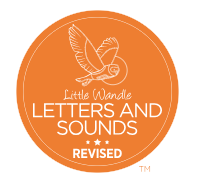 Little Wandle
LETTERS AND
SOUNDS
REVISED
TM